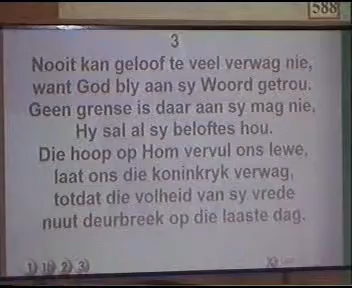 588
3
Nooit kan geloof te veel verwag nie,
want God bly aan sy Woord getrou.
Geen grense is daar aan sy mag nie,
Hy sal al sy beloftes hou.
Die hoop op Hom vervul ons lewe,
laat ons die koninkryk verwag,
totdat die volheid van sy vrede
nuut deurbreek op die laaste dag.
2) 3)